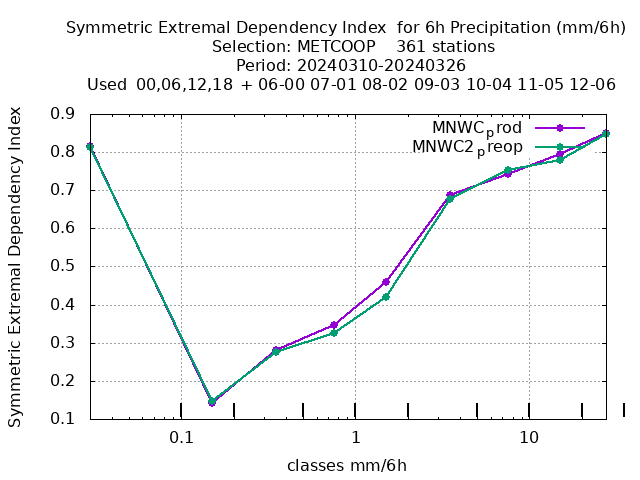 Symmetric Extremal Dependency Index  for 6h Precipitation (mm/6h)
Selection: METCOOP    361 stations
Period: 20240310-20240326
Used  00,06,12,18  + 06-00 07-01 08-02 09-03 10-04 11-05 12-06
Symmetric Extremal Dependency Index
0.9
0.8
0.7
0.6
0.5
0.4
0.3
0.2
0.1
MNWCprod
MNWC2preop
0.1
1
10
classes mm/6h